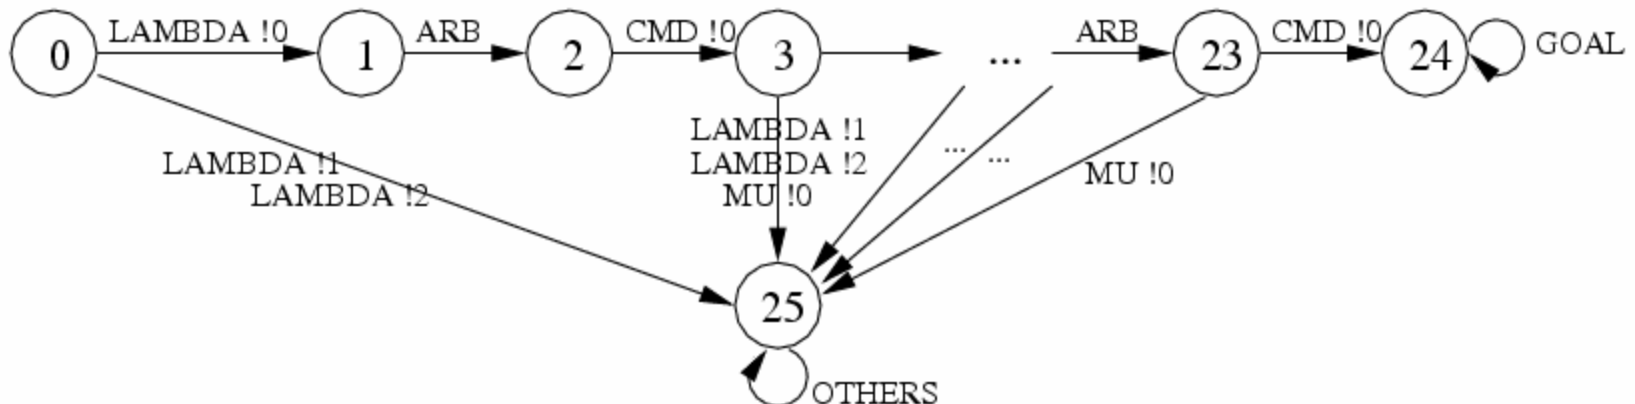 LAMBDA !0 ARB CMD !0 ARB CMD !0 GOAL
0 1 2 3 ... 23 24
LAMBDA !1
LAMBDA !2
LAMBDA !1
LAMBDA !2
MU !0
... ...
MU !0
25
OTHERS